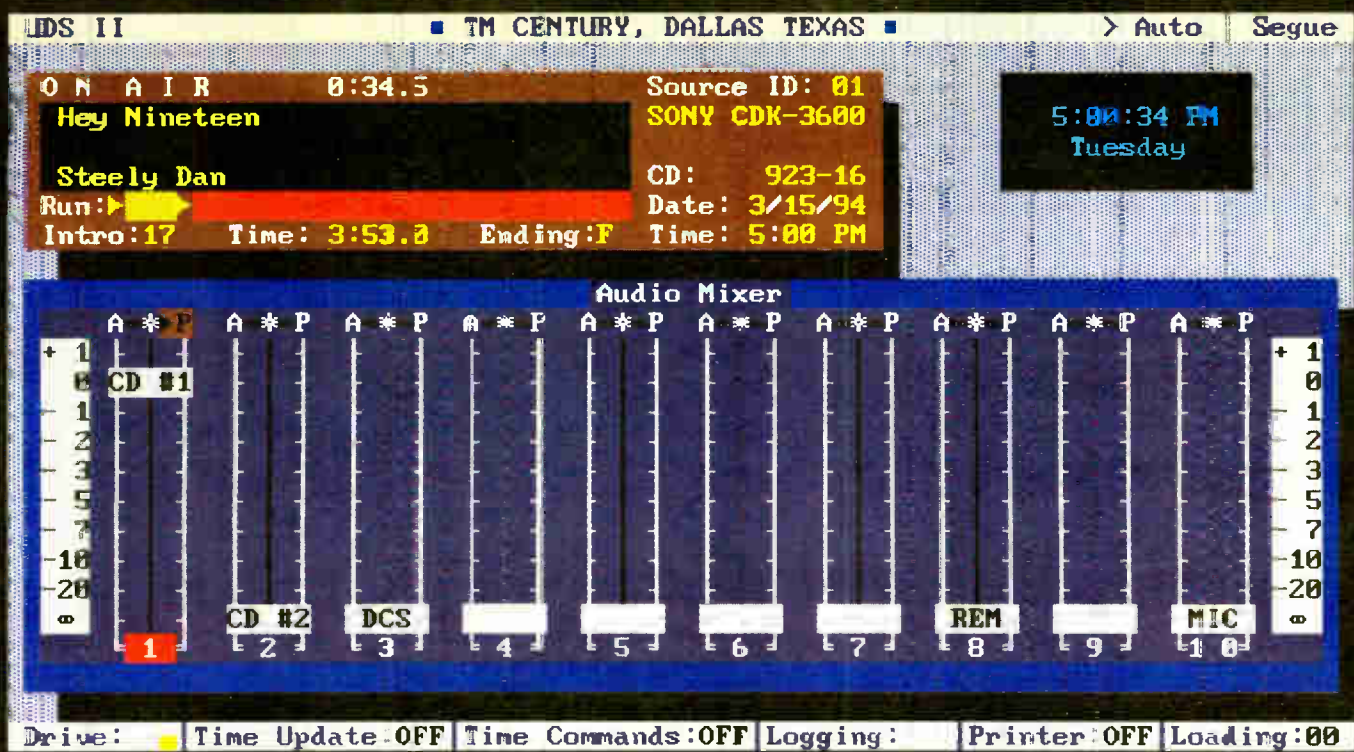 UDS II ■ TM CENTURY, DALLAS TEXAS ■ > Auto Segue
O N A I R 0:34.5 Source ID: 01
Hey Nineteen SONY CDK-3600
5:00:34 PM
Tuesday
Steely Dan CD: 923-16
Run: Date: 3/15/94
Intro:17 Time: 3:53.0 Ending:F Time: 5:00 PM
Audio Mixer
A * P A * P A * P A * P A * P A * P A * P A * P A * P A * P
+ 1 + 1
0 CD #1 0
- 1 - 1
- 2 - 2
- 3 - 3
- 5 - 5
- 7 - 7
-10 -10
-20 -20
∞ CD #2 DCS REM MIC ∞
1 2 3 4 5 6 7 8 9 1 0
Drive: Time Update:OFF Time Commands:OFF Logging: Printer:OFF Loading:00